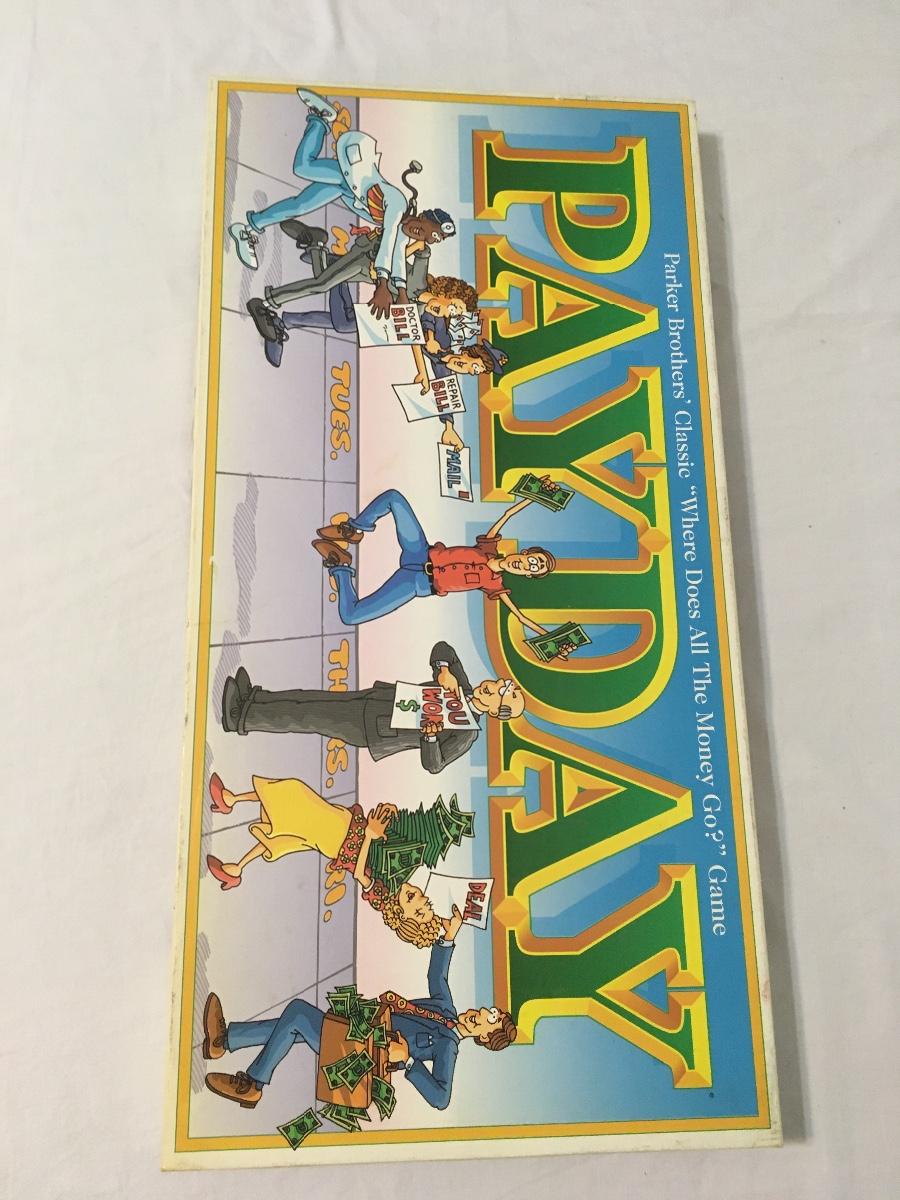 Parker Brothers' Classic "Where Does All The Money Go?" Game
PAYDAY
DOCTOR
BILL
REPAIR
BILL
MAIL
YOU
WON
$
DEAL
TUES.